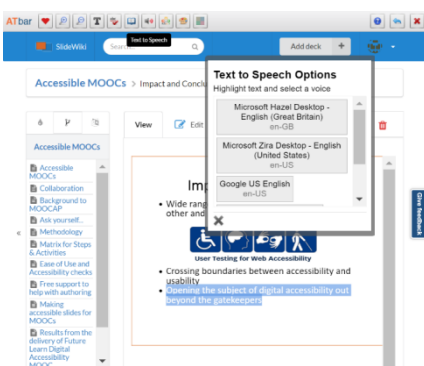 ATbar
Text to Speech
SlideWiki
Sear
Add deck +
Accessible MOOCs > Impact and Conclu
Text to Speech Options
Highlight text and select a voice
Microsoft Hazel Desktop -
English (Great Britain)
en-GB
Microsoft Zira Desktop - English
(United States)
en-US
Google US English
en-US
View
Edit
Accessible MOOCs
Accessible
MOOCs
Collaboration
Background to
MOOCAP
Ask yourself...
Methodology
Matrix for Steps
& Activities
Ease of Use and
Accessibility checks
Free support to
help with authoring
Making
accessible slides for
MOOCs
Results from the
delivery of Future
Learn Digital
Accessibility
MOOC
Imp
• Wide rang
other and
User Testing for Web Accessibility
• Crossing boundaries between accessibility and
usability
• Opening the subject of digital accessibility out
beyond the gatekeepers
Give feedback